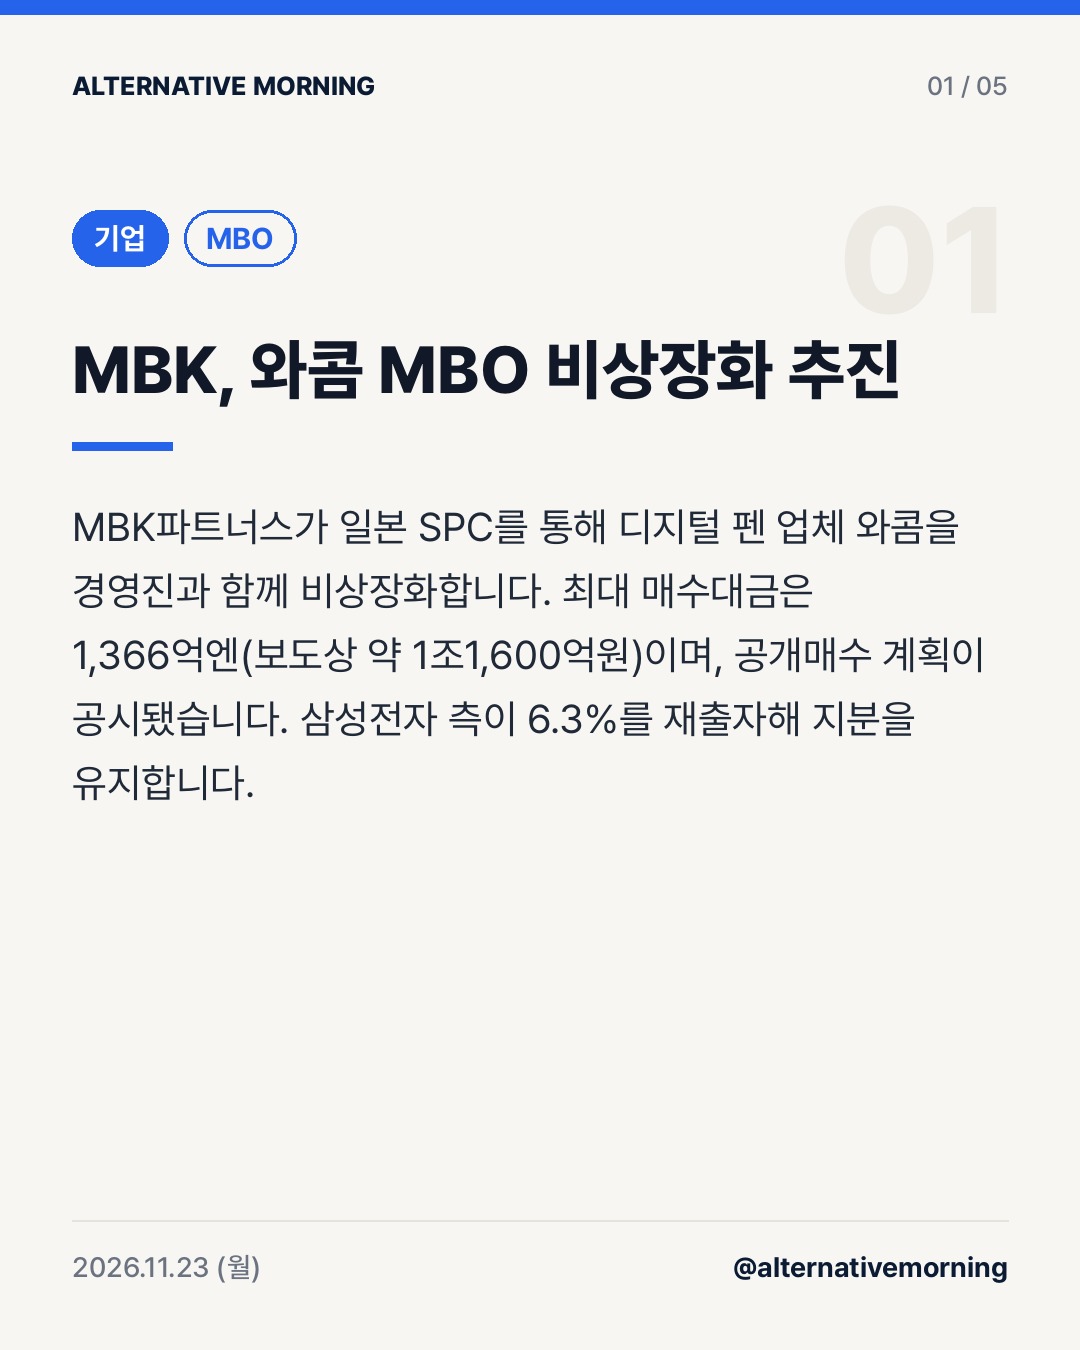 ALTERNATIVE MORNING
01 / 05
기업
MBO
01
MBK, 와콤 MBO 비상장화 추진
MBK파트너스가 일본 SPC를 통해 디지털 펜 업체 와콤을
경영진과 함께 비상장화합니다. 최대 매수대금은
1,366억엔(보도상 약 1조1,600억원)이며, 공개매수 계획이
공시됐습니다. 삼성전자 측이 6.3%를 재출자해 지분을
유지합니다.
2026.11.23 (월)
@alternativemorning